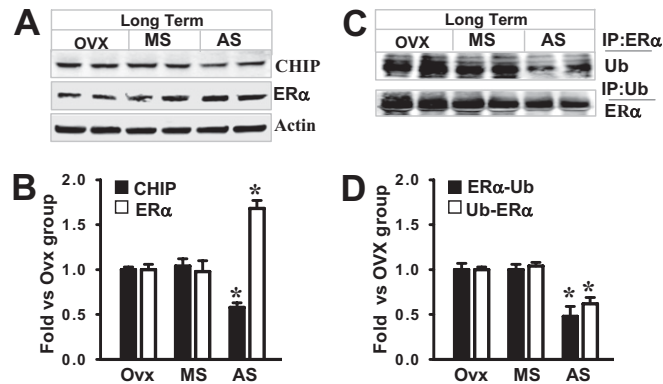 A
Long Term
OVX MS AS
CHIP
ERα
Actin
B
2.0
1.5
1.0
0.5
0.0
Fold vs Ovx group
CHIP
ERα
*
*
Ovx MS AS
C
Long Term
OVX MS AS
IP:ERα
Ub
IP:Ub
ERα
D
2.0
1.5
1.0
0.5
0.0
Fold vs OVX group
ERα-Ub
Ub-ERα
* *
Ovx MS AS